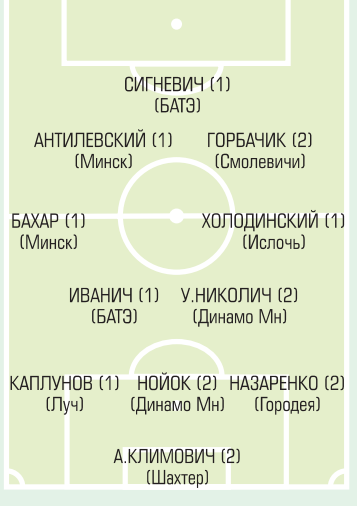 СИГНЕВИЧ (1)
(БАТЭ)
АНТИЛЕВСКИЙ (1) ГОРБАЧИК (2)
(Минск) (Смолевичи)
БАХАР (1) ХОЛОДИНСКИЙ (1)
(Минск) (Ислочь)
ИВАНИЧ (1) У.НИКОЛИЧ (2)
(БАТЭ) (Динамо Мн)
КАПЛУНОВ (1) НОЙОК (2) НАЗАРЕНКО (2)
(Луч) (Динамо Мн) (Городея)
А.КЛИМОВИЧ (2)
(Шахтер)